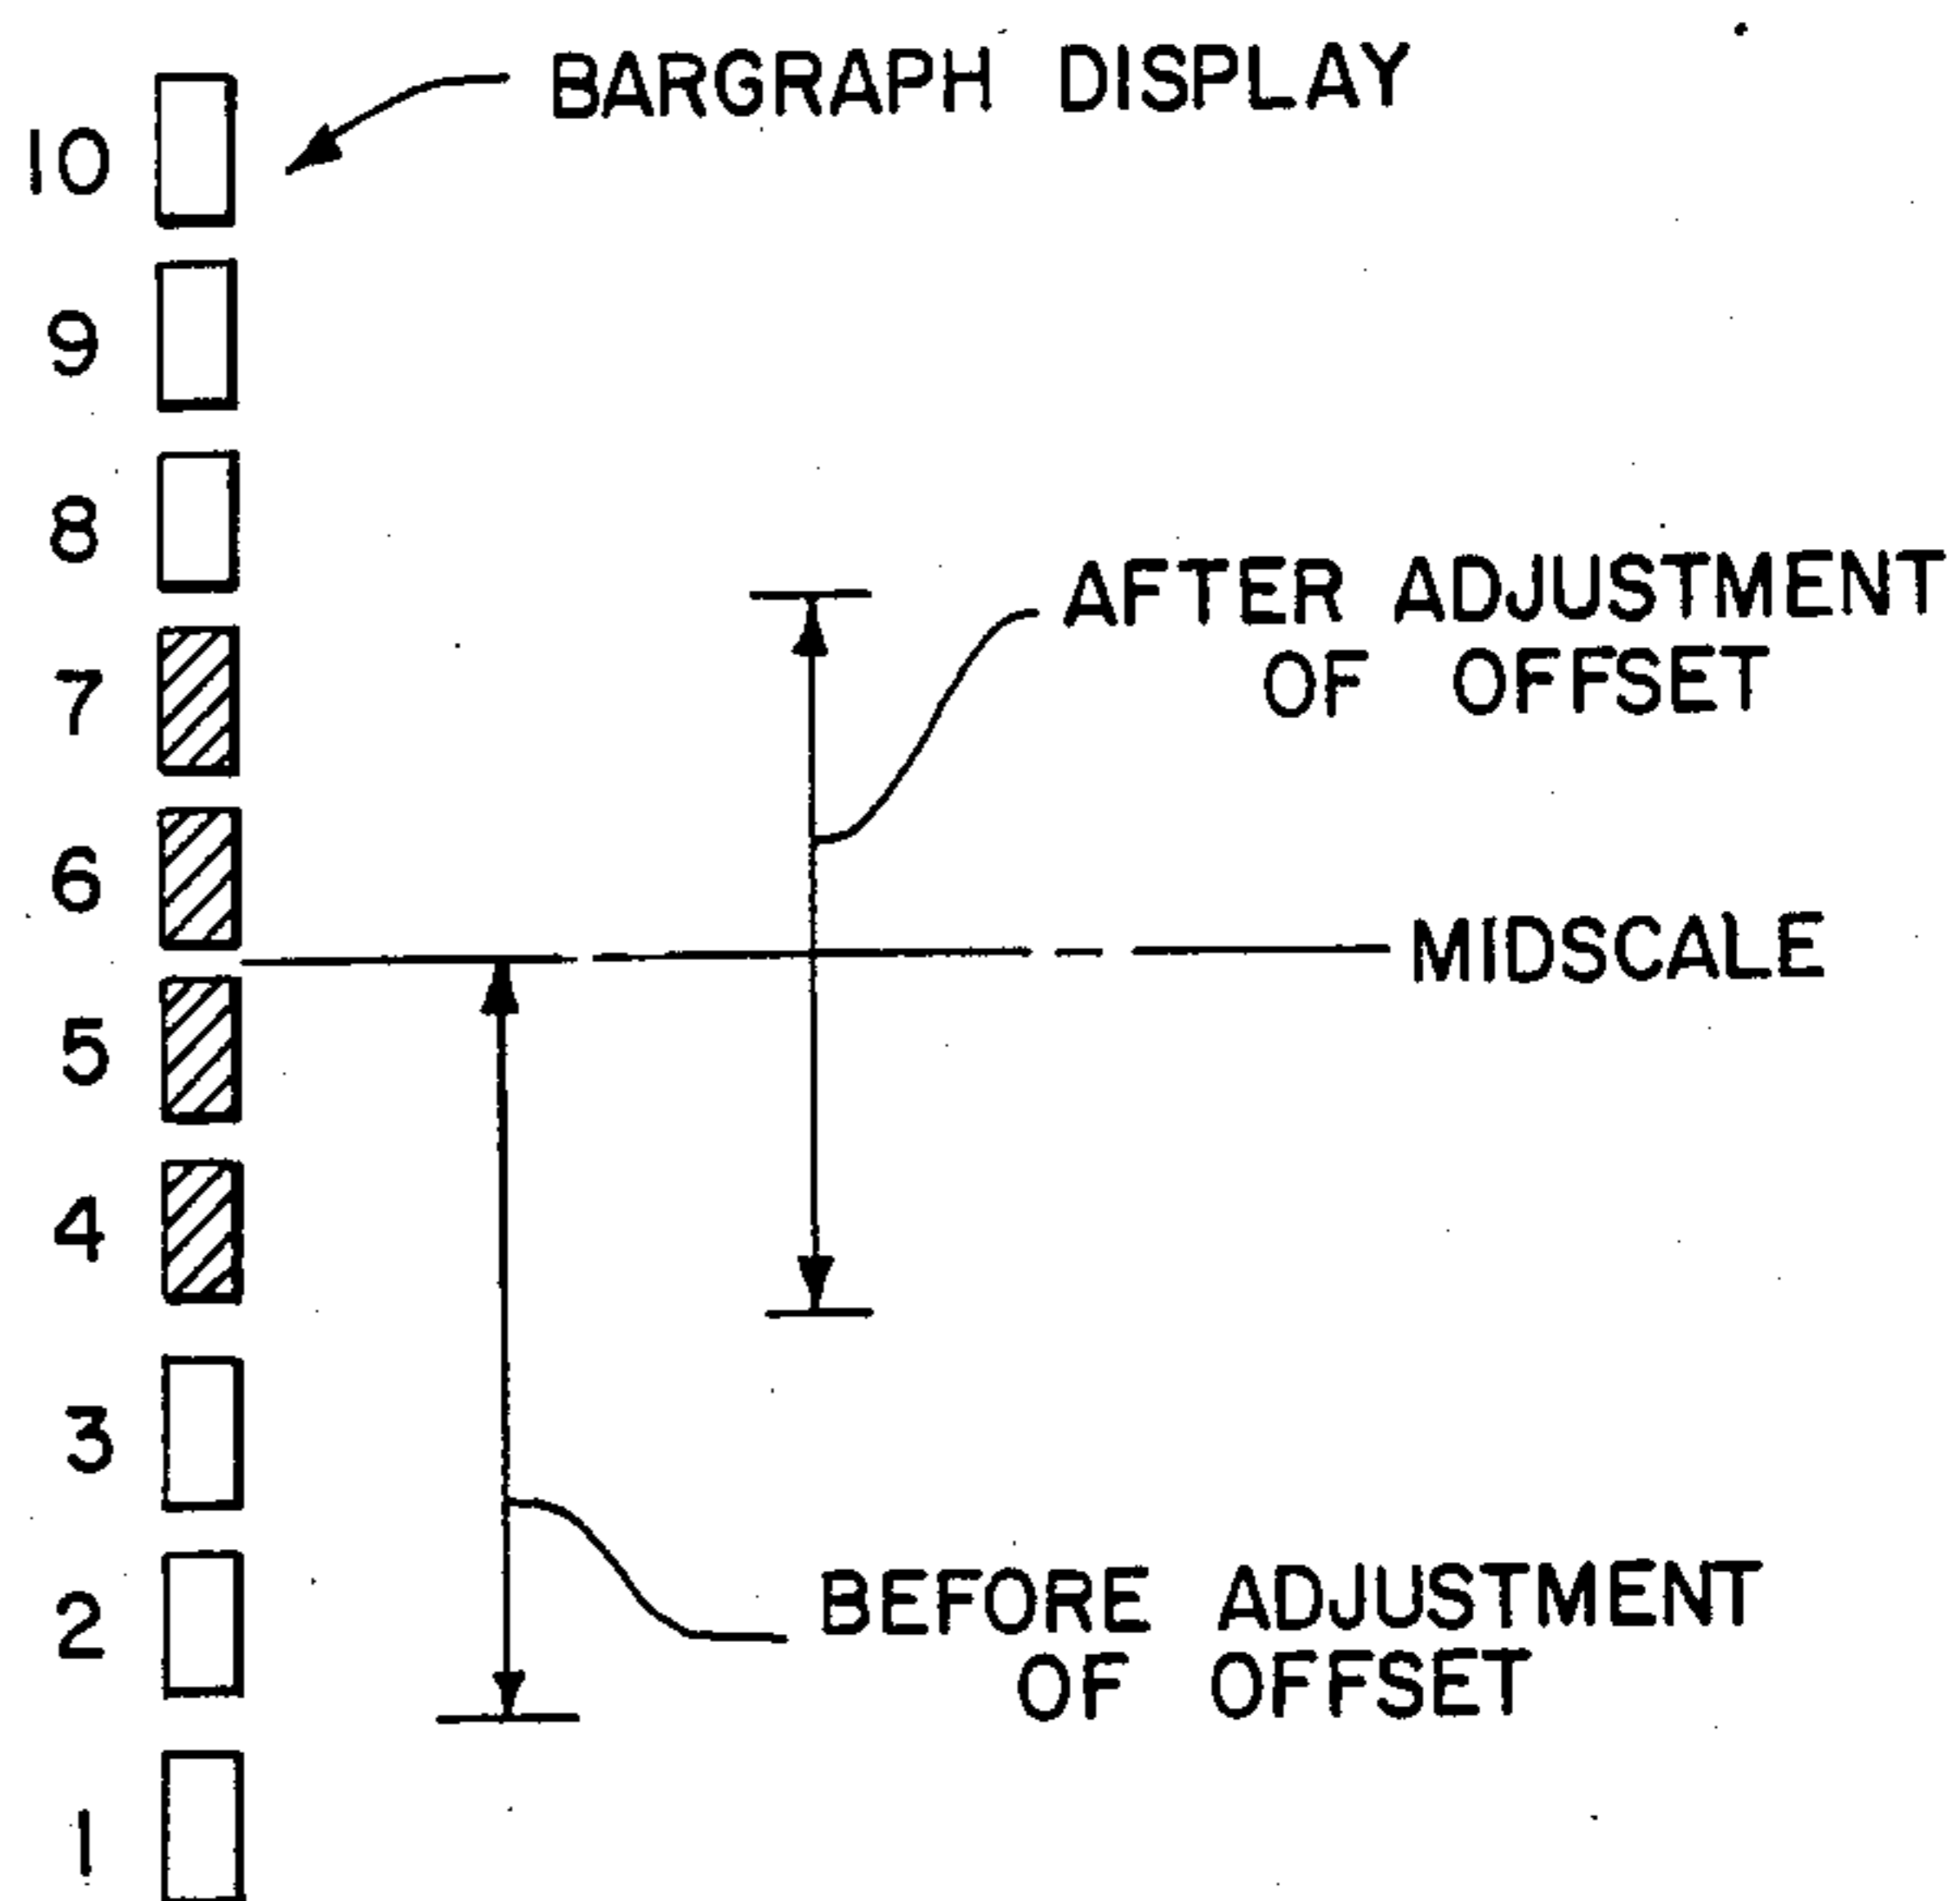 BARGRAPH DISPLAY
10
9
8
AFTER ADJUSTMENT
OF OFFSET
7
6
MIDSCALE
5
4
3
BEFORE ADJUSTMENT
2
OF OFFSET
1